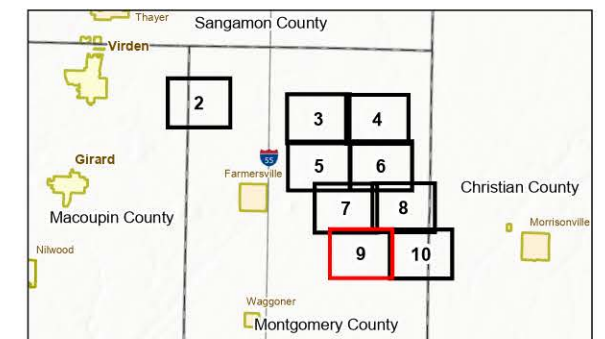 Thayer
Sangamon County
Virden
2
3
4
Girard
55
5
6
Farmersville
Christian County
Macoupin County
7
8
Morrisonville
Nilwood
9
10
Waggoner
Montgomery County